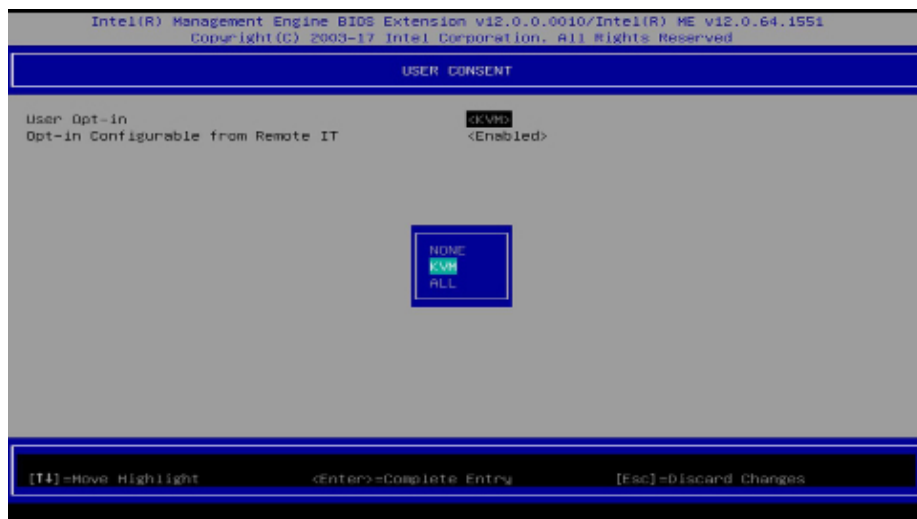 Intel(R) Management Engine BIOS Extension v12.0.0.0010/Intel(R) ME v12.0.64.1551
Copyright(C) 2003-17 Intel Corporation. All Rights Reserved
USER CONSENT
User Opt-in <KVM>
Opt-in Configurable from Remote IT <Enabled>
NONE
KVM
ALL
[↑↓]=Move Highlight <Enter>=Complete Entry [Esc]=Discard Changes